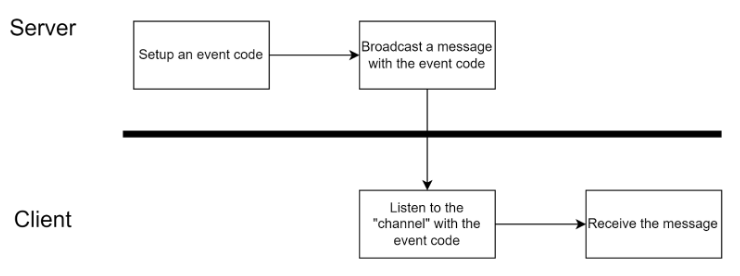 Server
Setup an event code
Broadcast a message
with the event code
Client
Listen to the
"channel" with the
event code
Receive the message